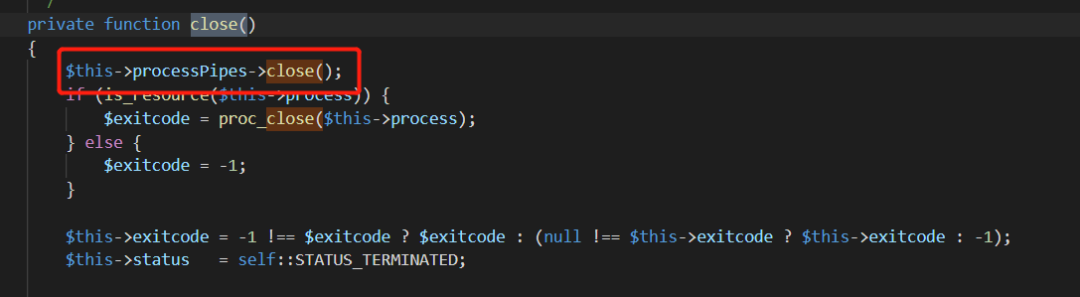 /
private function close()
{
$this->processPipes->close();
if (is_resource($this->process)) {
$exitcode = proc_close($this->process);
} else {
$exitcode = -1;
}
$this->exitcode = -1 !== $exitcode ? $exitcode : (null !== $this->exitcode ? $this->exitcode : -1);
$this->status   = self::STATUS_TERMINATED;